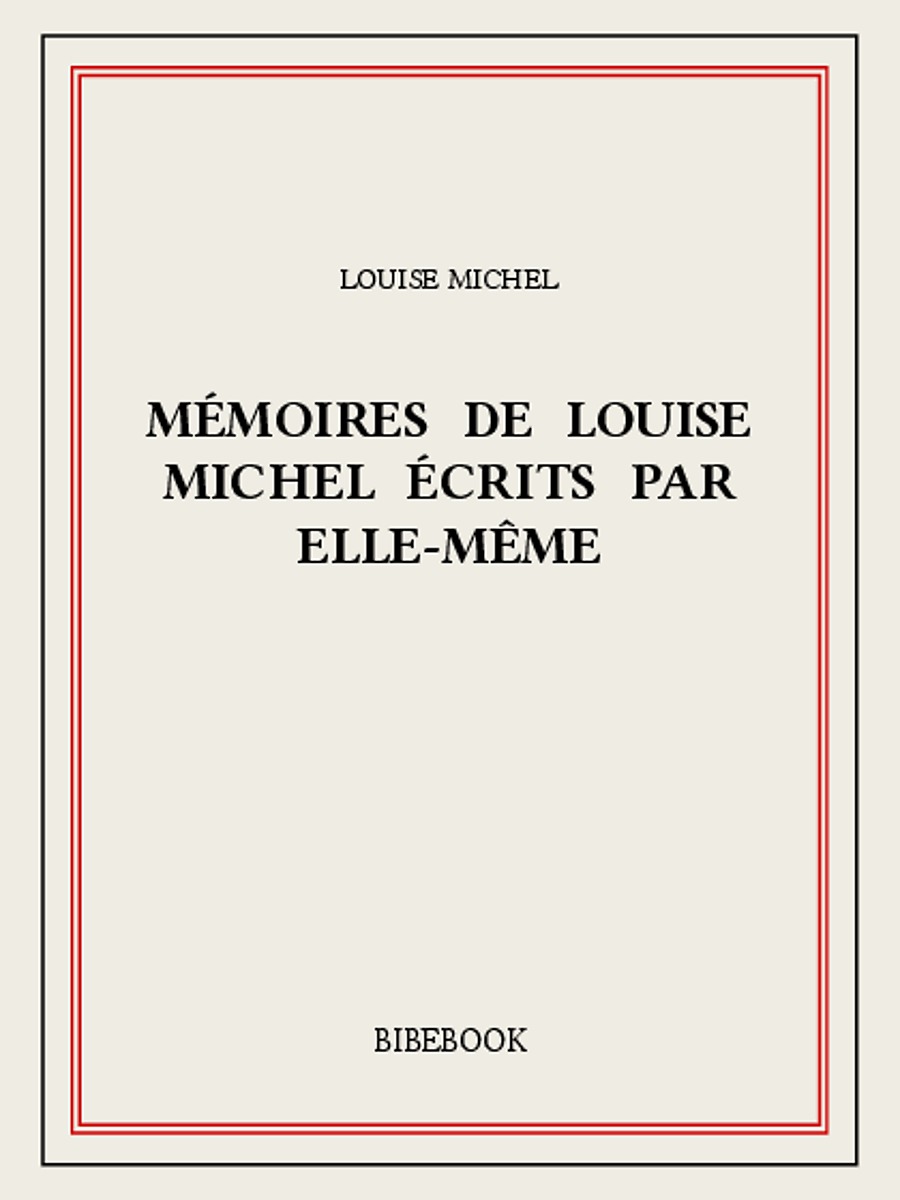 LOUISE MICHEL
MÉMOIRES DE LOUISE
MICHEL ÉCRITS PAR
ELLE-MÊME
BIBEBOOK